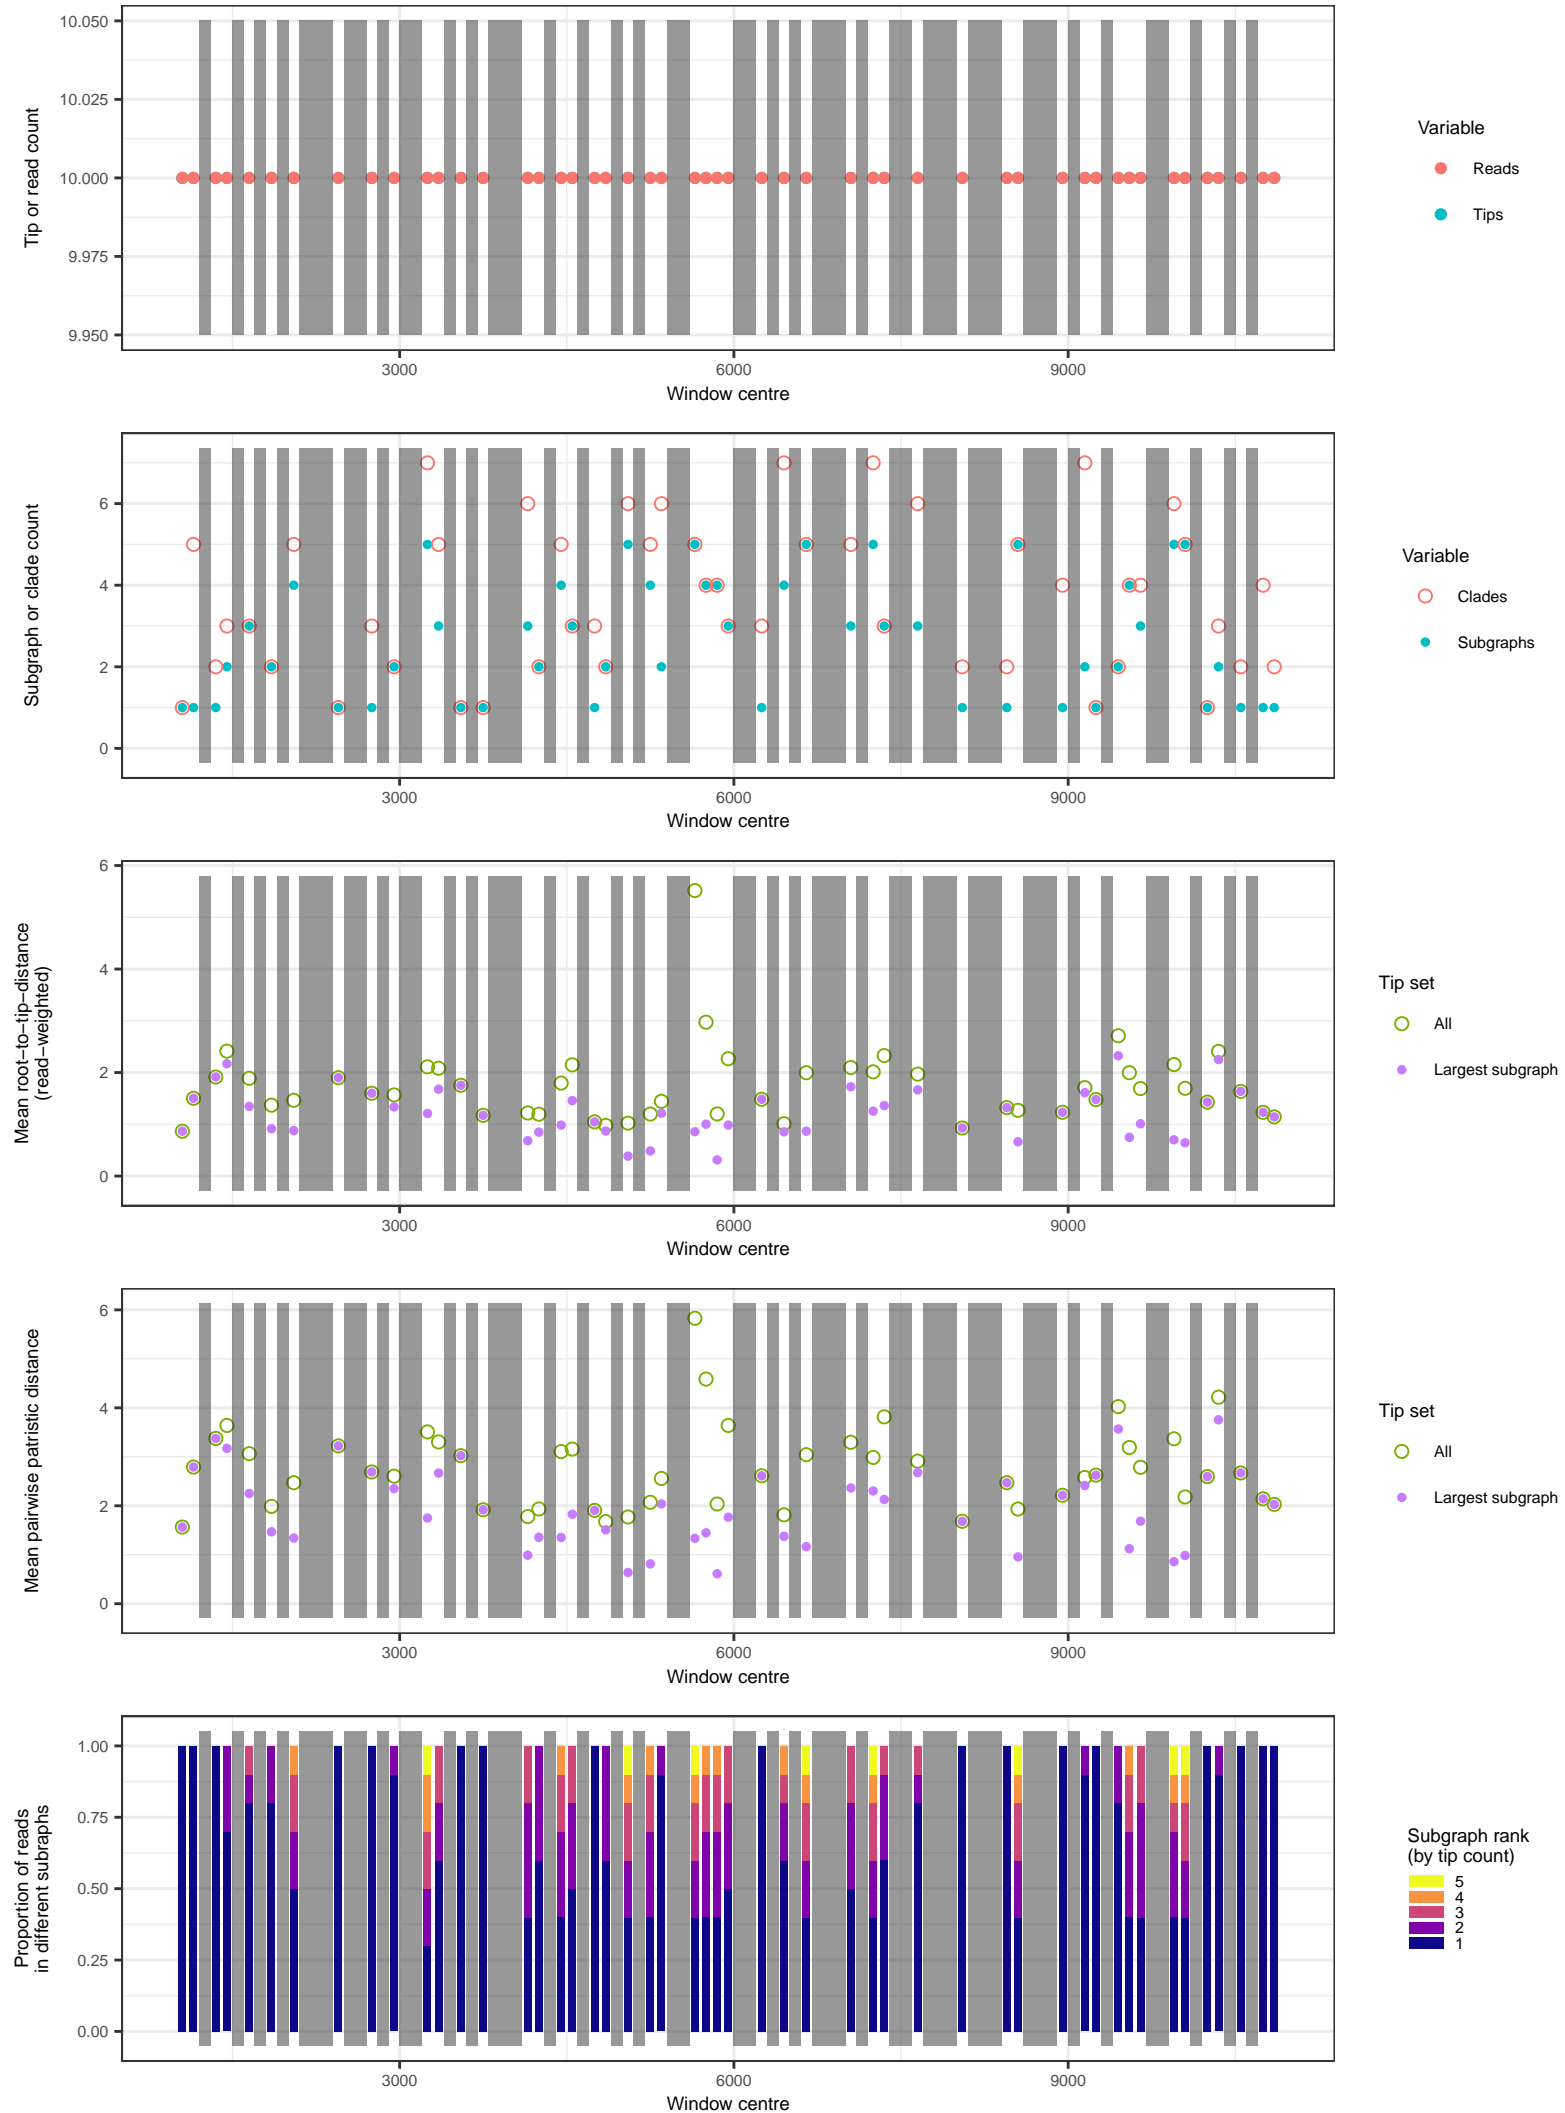 10.050
10.025
10.000
9.975
9.950
Tip or read count
3000
6000
9000
Window centre
Variable
Reads
Tips
6
4
2
0
Subgraph or clade count
3000
6000
9000
Window centre
Variable
Clades
Subgraphs
6
4
2
0
Mean root−to−tip−distance
(read−weighted)
3000
6000
9000
Window centre
Tip set
All
Largest subgraph
6
4
2
0
Mean pairwise patristic distance
3000
6000
9000
Window centre
Tip set
All
Largest subgraph
1.00
0.75
0.50
0.25
0.00
Proportion of reads
in different subraphs
3000
6000
9000
Window centre
Subgraph rank
(by tip count)
5
4
3
2
1